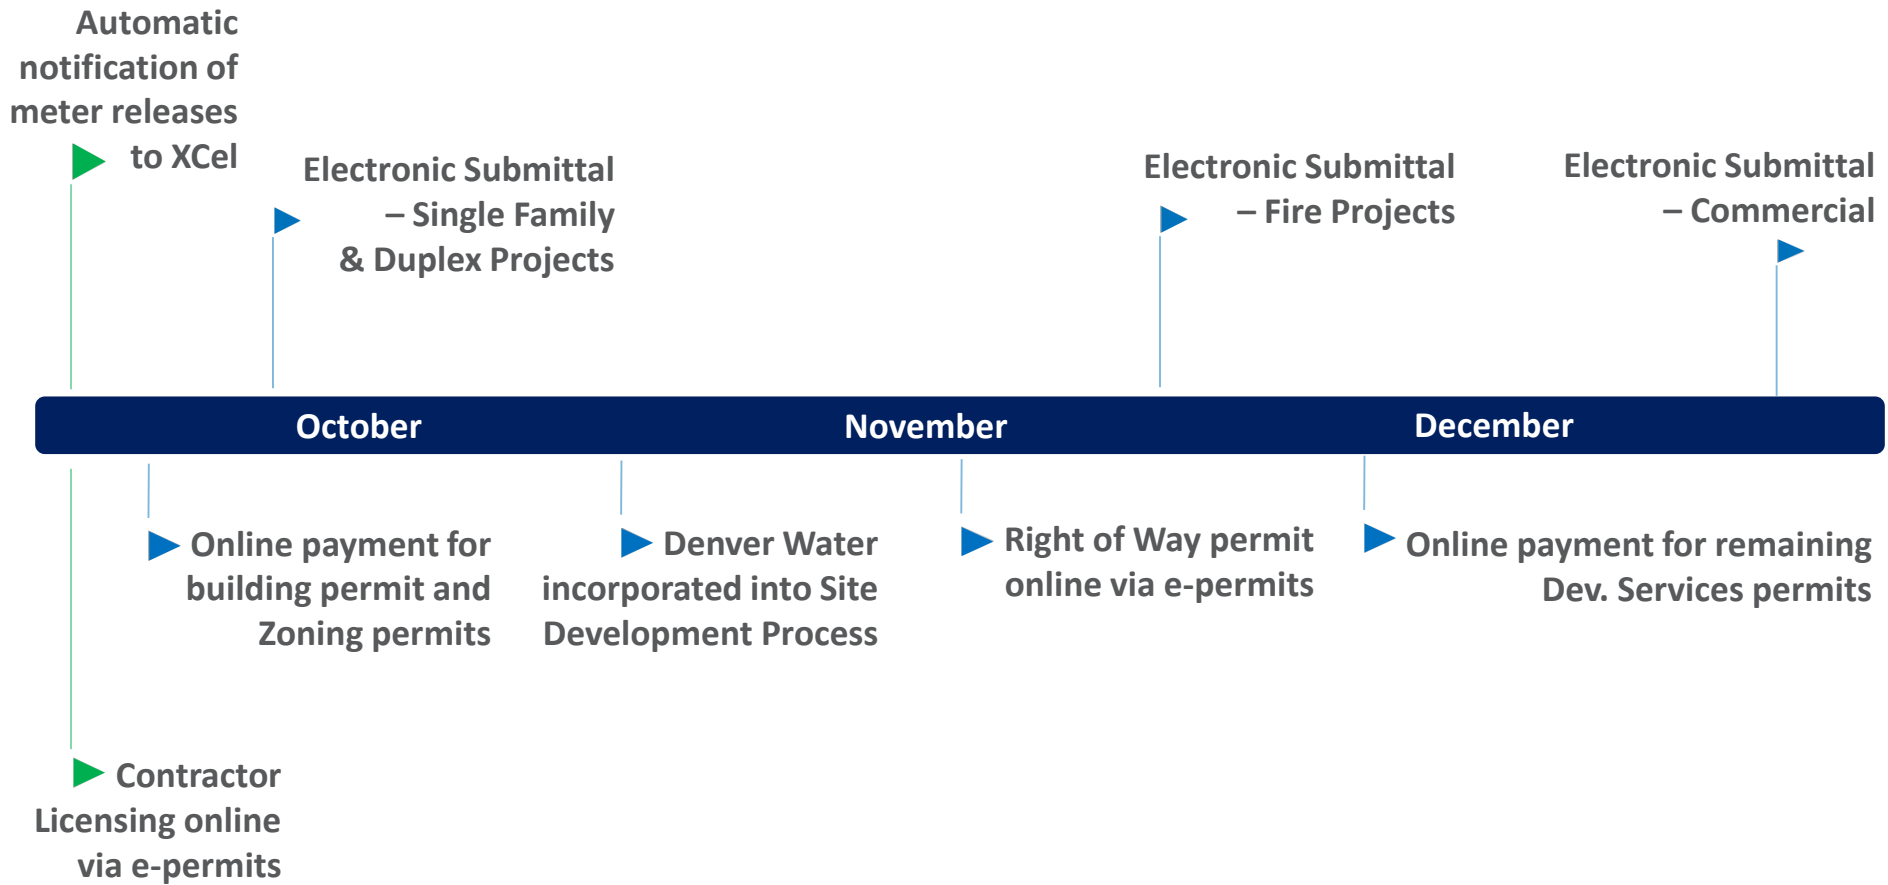 Automatic
notification of
meter releases
to XCel
Electronic Submittal
– Single Family
& Duplex Projects
Electronic Submittal
– Fire Projects
Electronic Submittal
– Commercial
October
November
December
Online payment for
building permit and
Zoning permits
Denver Water
incorporated into Site
Development Process
Right of Way permit
online via e-permits
Online payment for remaining
Dev. Services permits
Contractor
Licensing online
via e-permits